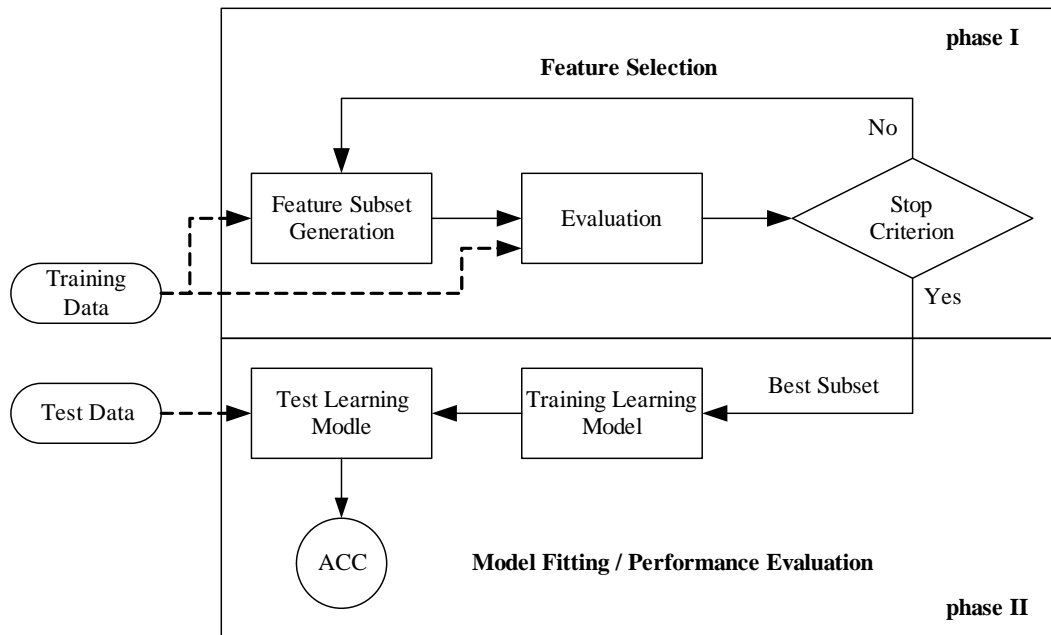 phase I
Feature Selection
No
Feature Subset
Generation
Evaluation
Stop
Criterion
Training
Data
Yes
Best Subset
Test Data
Test Learning
Modle
Training Learning
Model
ACC
Model Fitting / Performance Evaluation
phase II